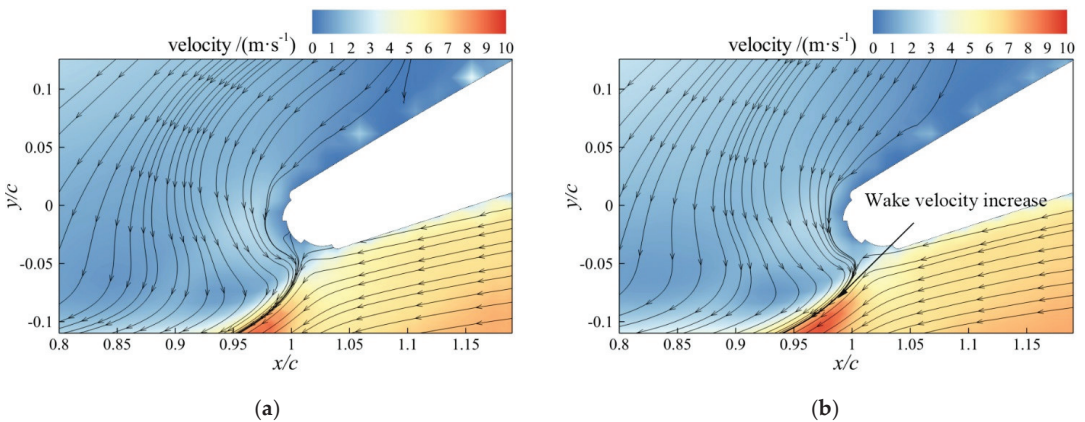 velocity /(m·s⁻¹) 0 1 2 3 4 5 6 7 8 9 10
y/c
0.1
0.05
0
-0.05
-0.1
0.8 0.85 0.9 0.95 1 1.05 1.1 1.15
x/c
(a)
velocity /(m·s⁻¹) 0 1 2 3 4 5 6 7 8 9 10
y/c
0.1
0.05
0
Wake velocity increase
-0.05
-0.1
0.8 0.85 0.9 0.95 1 1.05 1.1 1.15
x/c
(b)